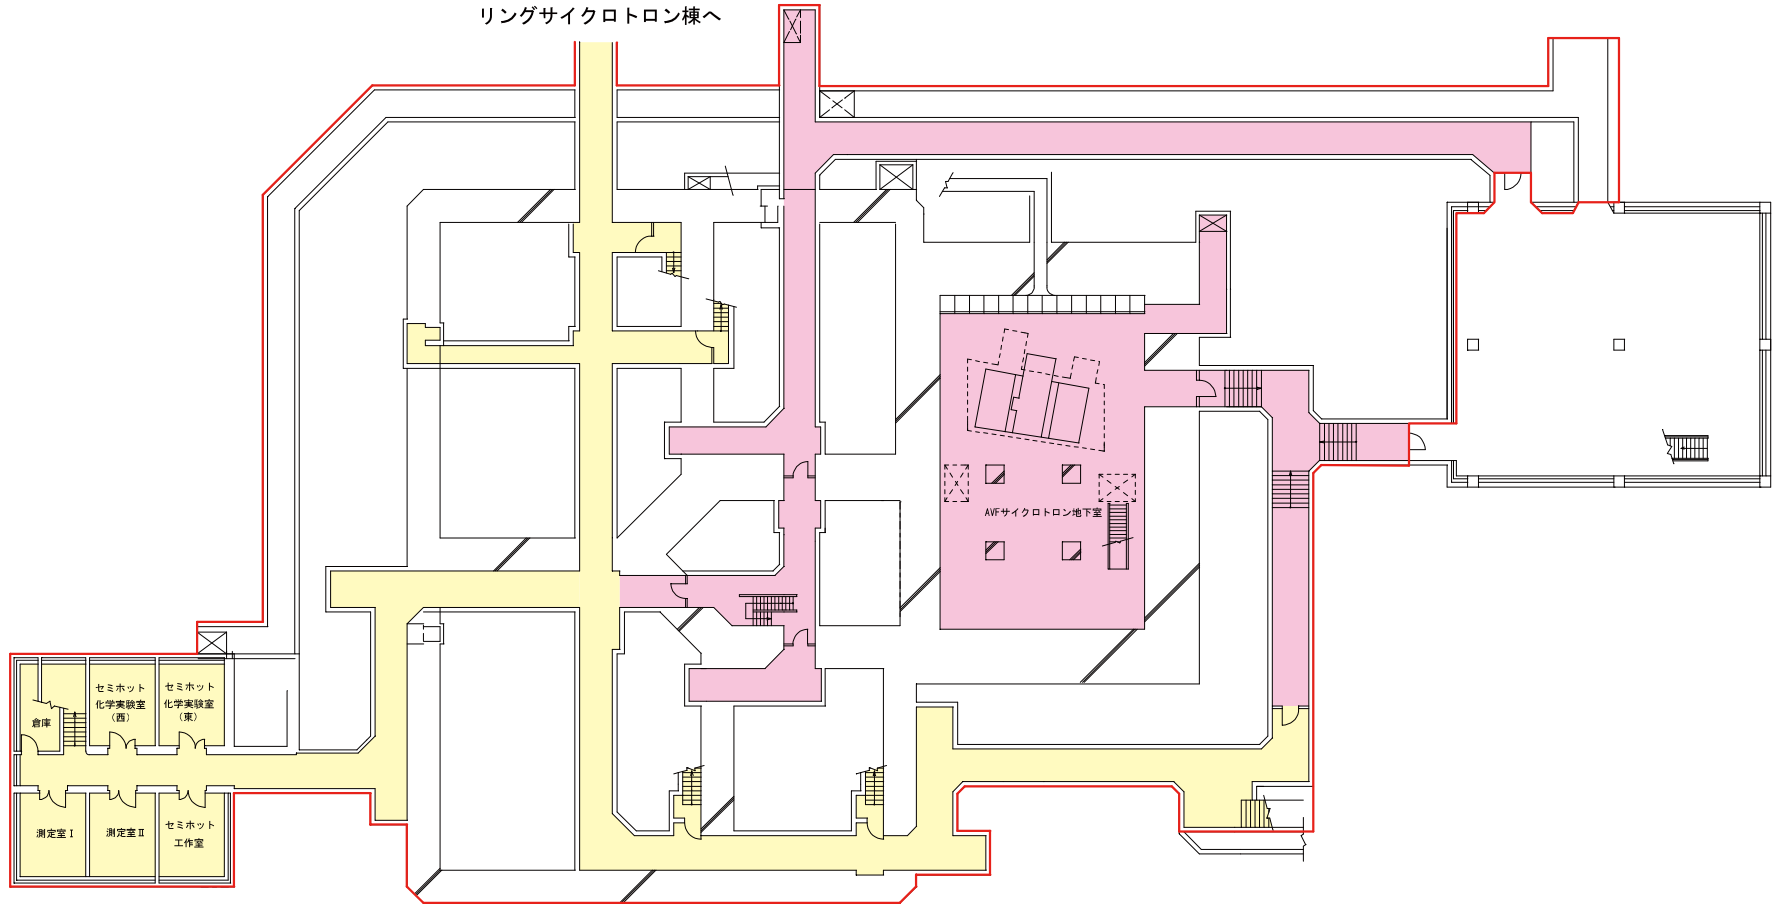 リングサイクロトロン棟へ
AVFサイクロトロン地下室
セミホット
化学実験室
（西）
セミホット
化学実験室
（東）
倉庫
測定室Ⅰ
測定室Ⅱ
セミホット
工作室